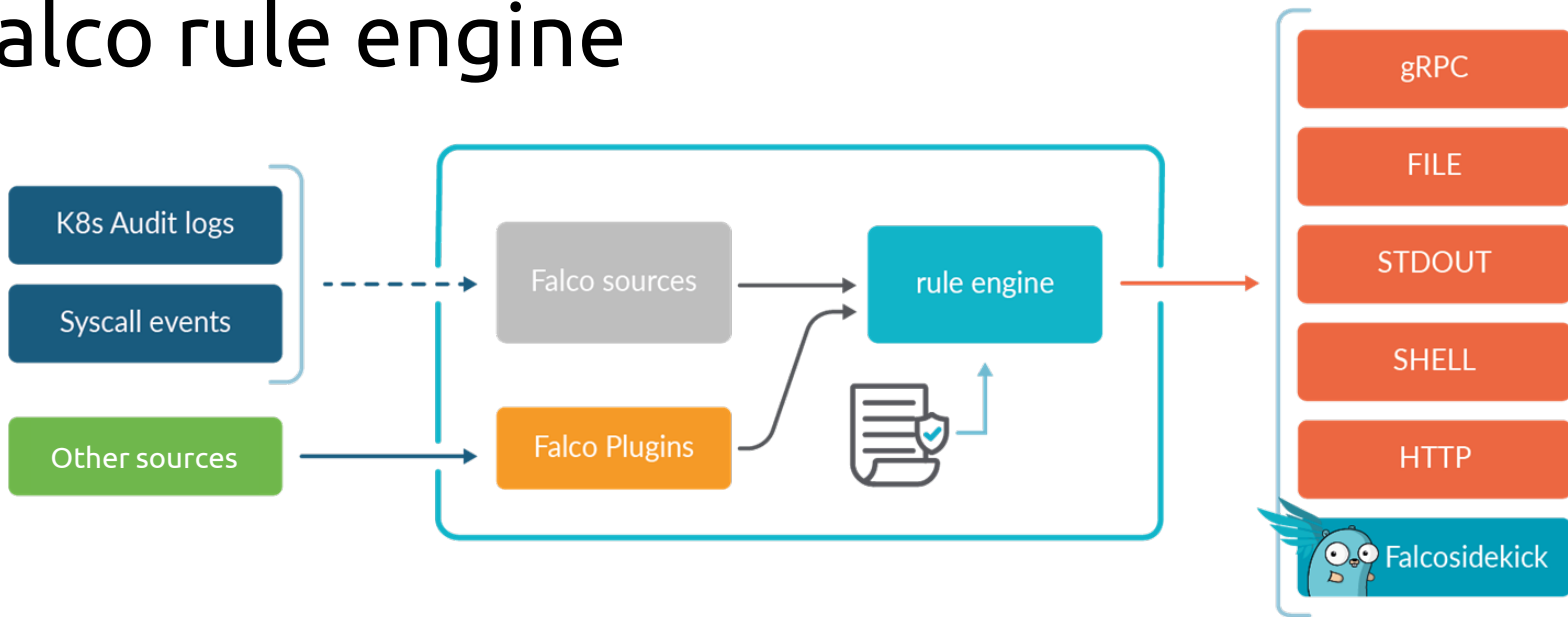 alco rule engine
K8s Audit logs
Syscall events
Other sources
Falco sources
Falco Plugins
rule engine
gRPC
FILE
STDOUT
SHELL
HTTP
Falcosidekick